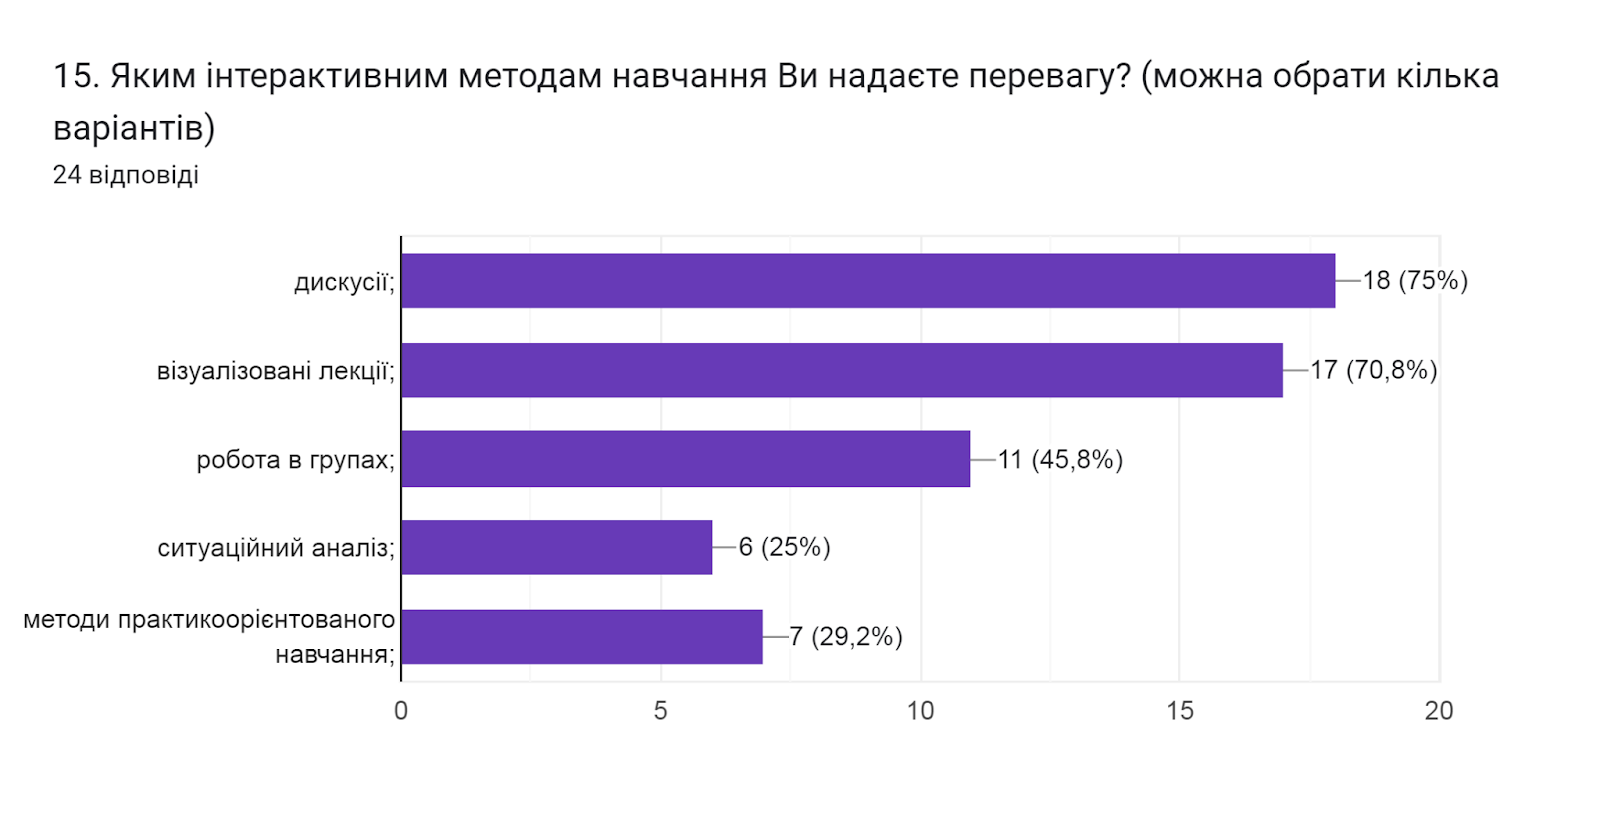 15. Яким інтерактивним методам навчання Ви надаєте перевагу? (можна обрати кілька
варіантів)
24 відповіді
дискусії;
18 (75%)
візуалізовані лекції;
17 (70,8%)
робота в групах;
11 (45,8%)
ситуаційний аналіз;
6 (25%)
методи практикоорієнтованого
навчання;
7 (29,2%)
0 5 10 15 20